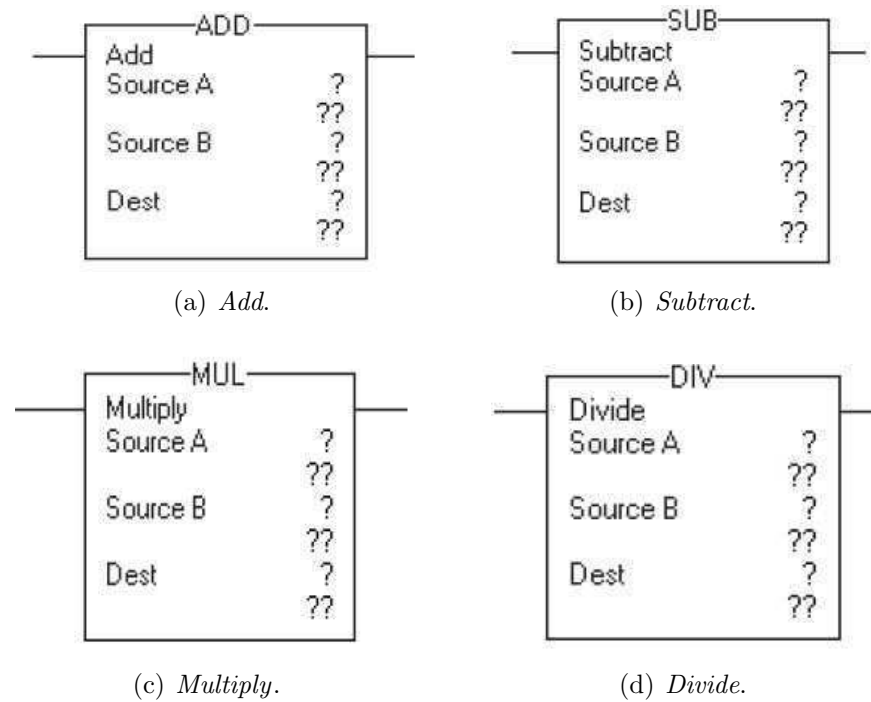 ADD
Add
Source A ?
??
Source B ?
??
Dest ?
??
(a) Add.
SUB
Subtract
Source A ?
??
Source B ?
??
Dest ?
??
(b) Subtract.
MUL
Multiply
Source A ?
??
Source B ?
??
Dest ?
??
(c) Multiply.
DIV
Divide
Source A ?
??
Source B ?
??
Dest ?
??
(d) Divide.